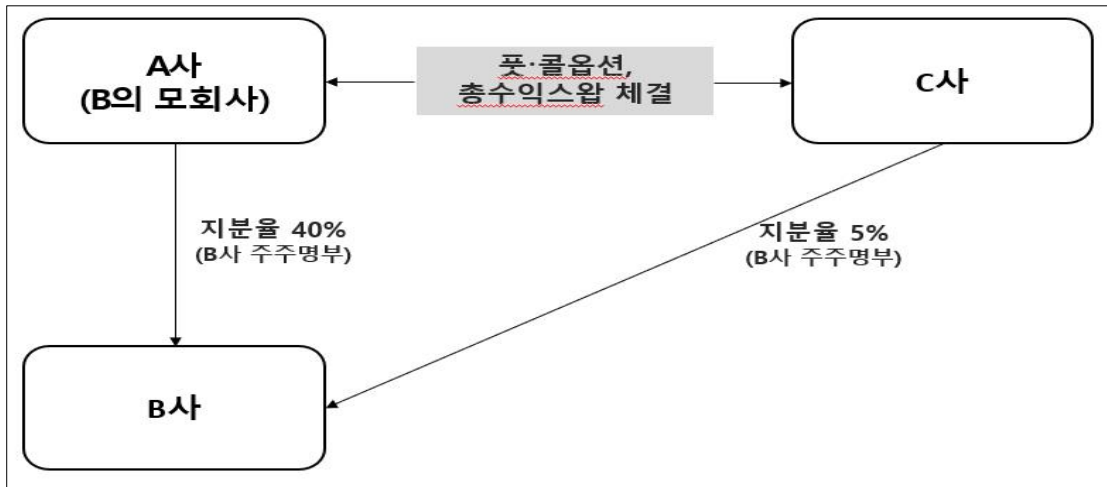 A사
(B의 모회사)
풋·콜옵션,
총수익스왑 체결
C사
지분율 40%
(B사 주주명부)
지분율 5%
(B사 주주명부)
B사